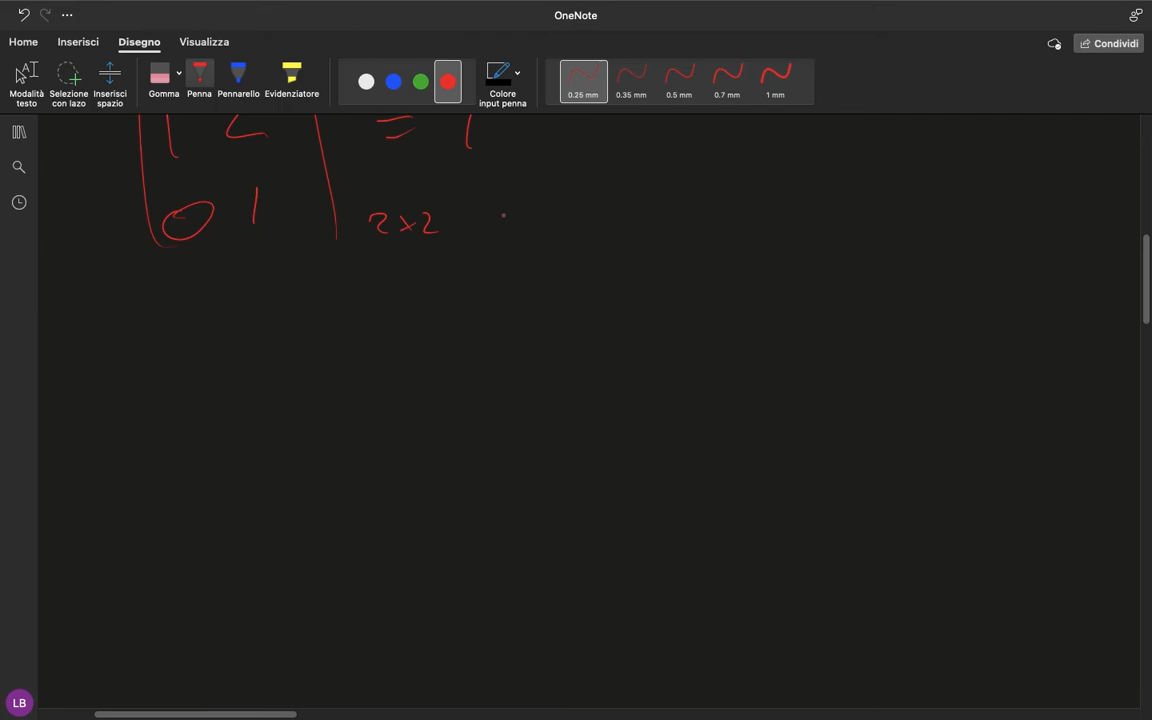 OneNote
Home Inserisci Disegno Visualizza
Condividi
Modalità testo
Selezione con lazo
Inserisci spazio
Gomma
Penna
Pennarello
Evidenziatore
Colore input penna
0.25 mm 0.35 mm 0.5 mm 0.7 mm 1 mm
1 2 = 1
0 1 2×2
LB